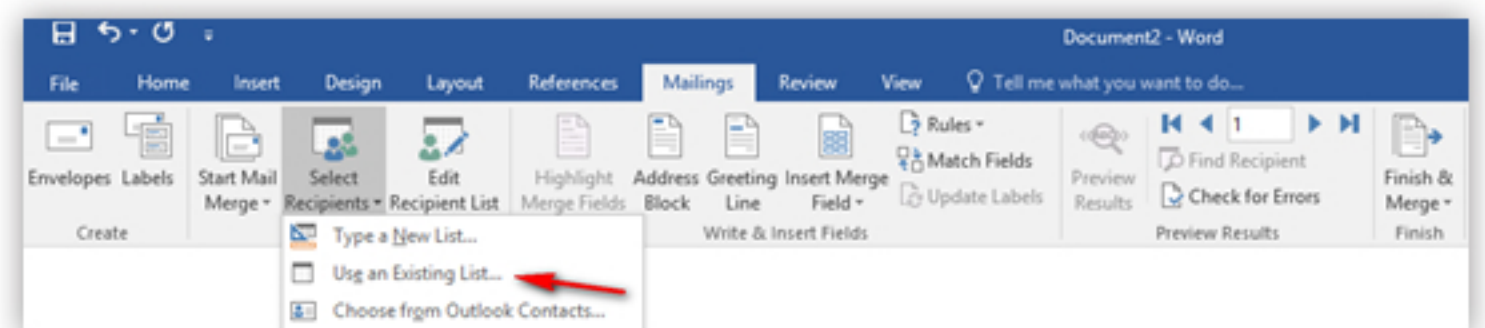 Document2 - Word
File Home Insert Design Layout References Mailings Review View Tell me what you want to do...
Envelopes Labels Start Mail Merge Select Recipients Edit Recipient List Highlight Merge Fields Address Block Greeting Line Insert Merge Field Rules Match Fields Update Labels Preview Results 1 Find Recipient Check for Errors Finish & Merge
Create Write & Insert Fields Preview Results Finish
Type a New List...
Use an Existing List...
Choose from Outlook Contacts...